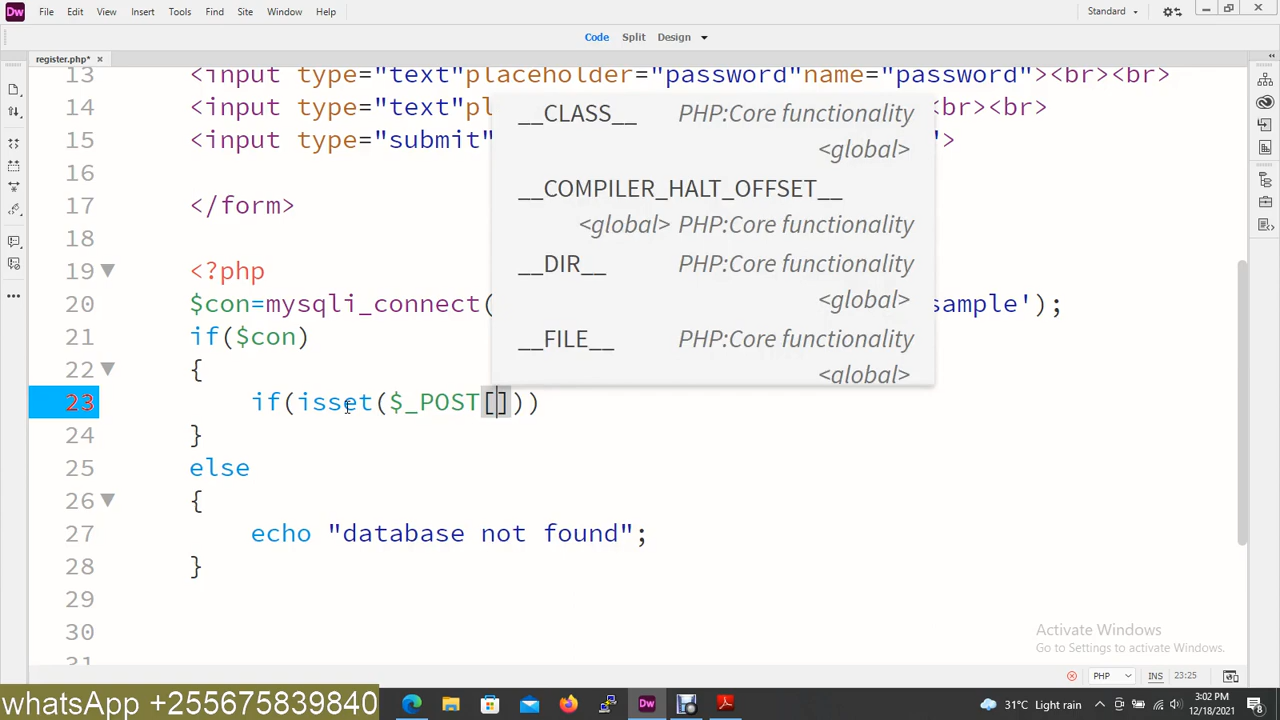 Dw File Edit View Insert Tools Find Site Window Help Standard
Code Split Design
register.php*
13 <input type="text"placeholder="password"name="password"><br><br>
14 <input type="text"pl <br><br>
15 <input type="submit" ">
16
17 </form>
18
19 <?php
20 $con=mysqli_connect( sample');
21 if($con)
22 {
23 if(isset($_POST[]))
24 }
25 else
26 {
27 echo "database not found";
28 }
29
30
31
__CLASS__ PHP:Core functionality
<global>
__COMPILER_HALT_OFFSET__
<global> PHP:Core functionality
__DIR__ PHP:Core functionality
<global>
__FILE__ PHP:Core functionality
<global>
Activate Windows
Go to Settings to activate Windows.
PHP INS 23:25
whatsApp +255675839840 Dw 31°C Light rain 3:02 PM
12/18/2021 8